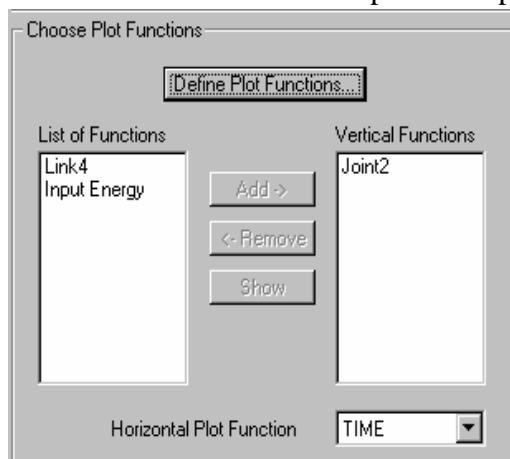 Choose Plot Functions
Define Plot Functions...
List of Functions
Vertical Functions
Link4
Input Energy
Joint2
Add ->
<- Remove
Show
Horizontal Plot Function
TIME